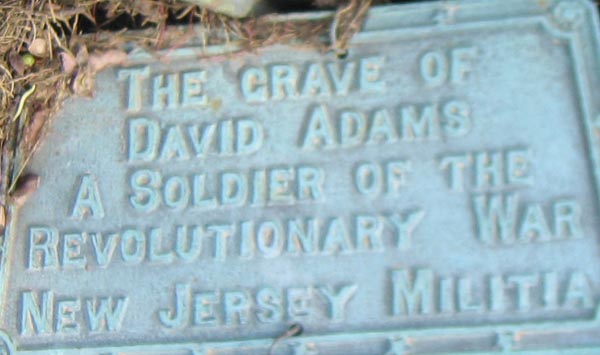 THE GRAVE OF
DAVID ADAMS
A SOLDIER OF THE
REVOLUTIONARY WAR
NEW JERSEY MILITIA